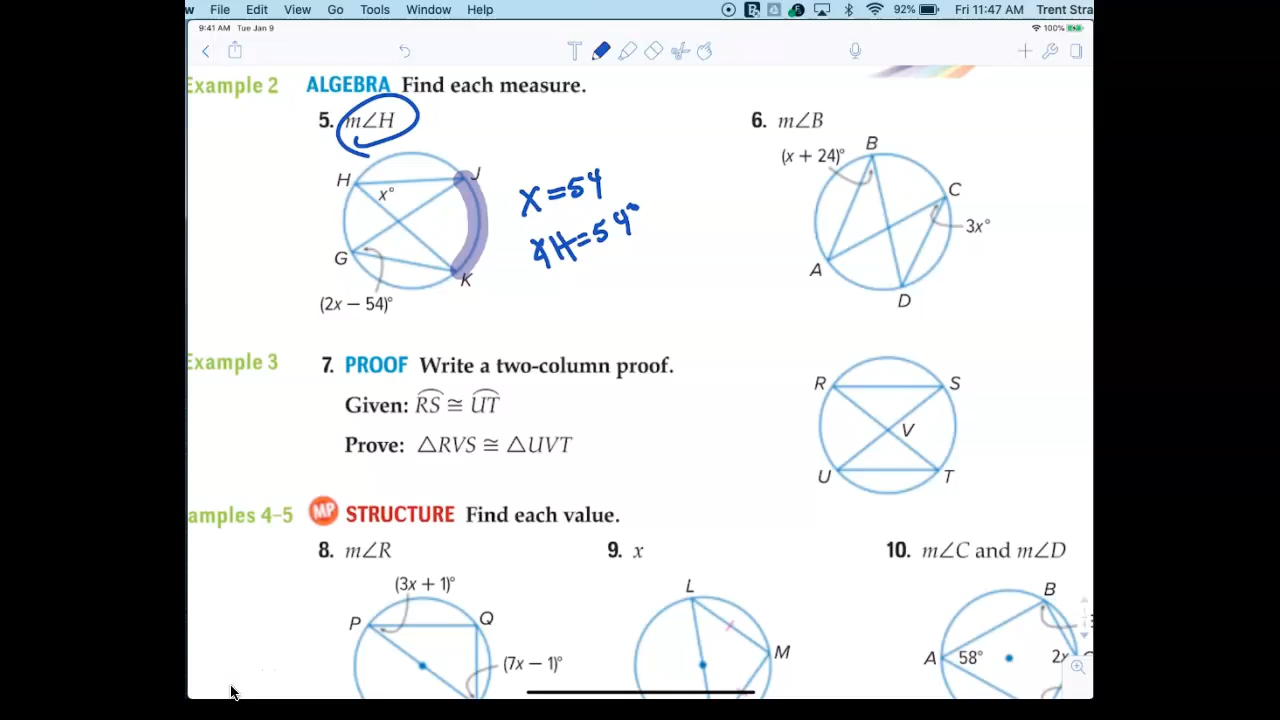 w File Edit View Go Tools Window Help 92% Fri 11:47 AM Trent Stra
9:41 AM Tue Jan 9 100%
Example 2 ALGEBRA Find each measure.
5. m∠H 6. m∠B
(x + 24)° B
H J
x° x = 54 C
∡H = 54° 3x°
G A
K
(2x − 54)° D
Example 3 7. PROOF Write a two-column proof.
R S
Given: RS ≅ UT
V
Prove: △RVS ≅ △UVT
U T
amples 4–5 MP STRUCTURE Find each value.
8. m∠R 9. x 10. m∠C and m∠D
(3x + 1)° L B
P Q
M
(7x − 1)° A 58° 2x